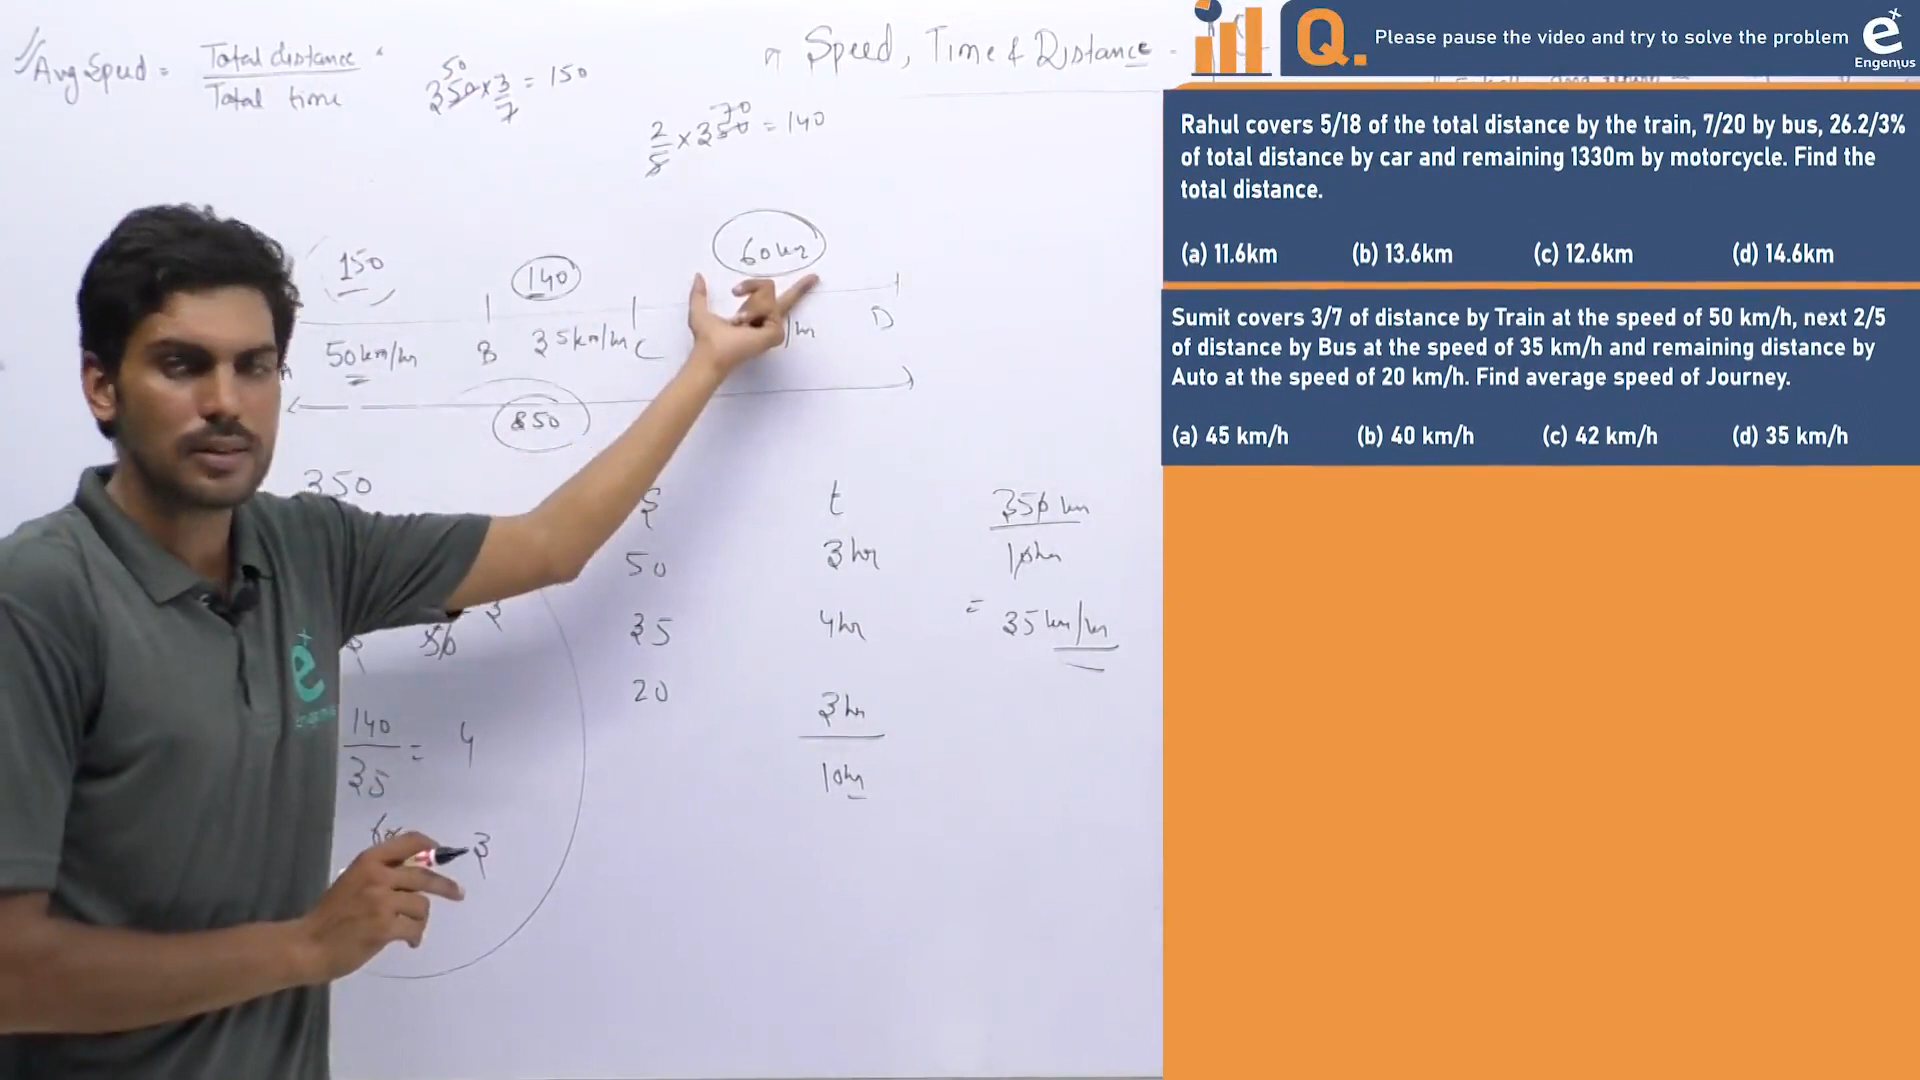 Avg Speed = Total distance
Total time
50
350 x 3/7 = 150
Speed, Time & Distance
70
2/5 x 350 = 140
150
140
60 km
50 km/hr
B
35 km/hr
C
/hr
D
A
850
350
S
t
50
3 hr
35
4 hr
20
3 hr
10 hr
350 km
10 hr
= 35 km/hr
50
3
140
35
= 4
3
Q.
Please pause the video and try to solve the problem
ex
Engenius
Rahul covers 5/18 of the total distance by the train, 7/20 by bus, 26.2/3%
of total distance by car and remaining 1330m by motorcycle. Find the
total distance.
(a) 11.6km (b) 13.6km (c) 12.6km (d) 14.6km
Sumit covers 3/7 of distance by Train at the speed of 50 km/h, next 2/5
of distance by Bus at the speed of 35 km/h and remaining distance by
Auto at the speed of 20 km/h. Find average speed of Journey.
(a) 45 km/h (b) 40 km/h (c) 42 km/h (d) 35 km/h